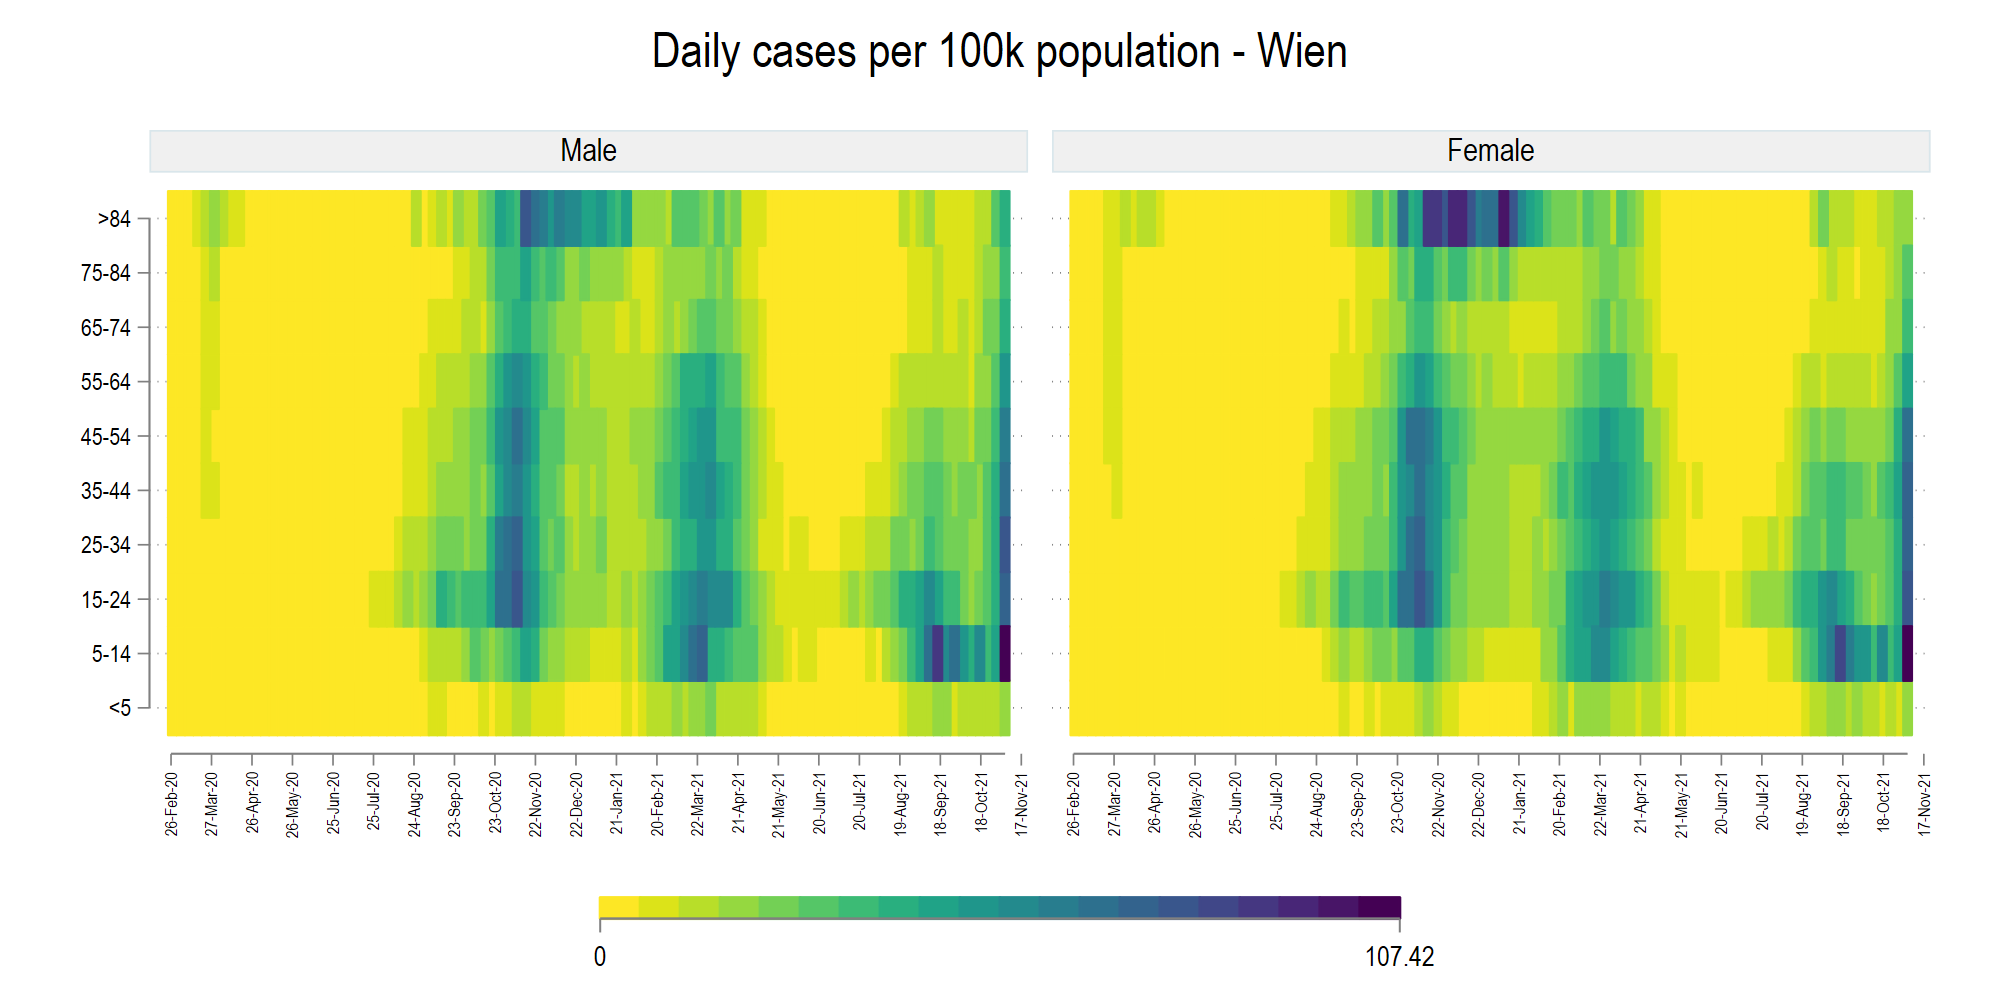 Daily cases per 100k population - Wien
Male
Female
>84
75-84
65-74
55-64
45-54
35-44
25-34
15-24
5-14
<5
26-Feb-20
27-Mar-20
26-Apr-20
26-May-20
25-Jun-20
25-Jul-20
24-Aug-20
23-Sep-20
23-Oct-20
22-Nov-20
22-Dec-20
21-Jan-21
20-Feb-21
22-Mar-21
21-Apr-21
21-May-21
20-Jun-21
20-Jul-21
19-Aug-21
18-Sep-21
18-Oct-21
17-Nov-21
26-Feb-20
27-Mar-20
26-Apr-20
26-May-20
25-Jun-20
25-Jul-20
24-Aug-20
23-Sep-20
23-Oct-20
22-Nov-20
22-Dec-20
21-Jan-21
20-Feb-21
22-Mar-21
21-Apr-21
21-May-21
20-Jun-21
20-Jul-21
19-Aug-21
18-Sep-21
18-Oct-21
17-Nov-21
0
107.42